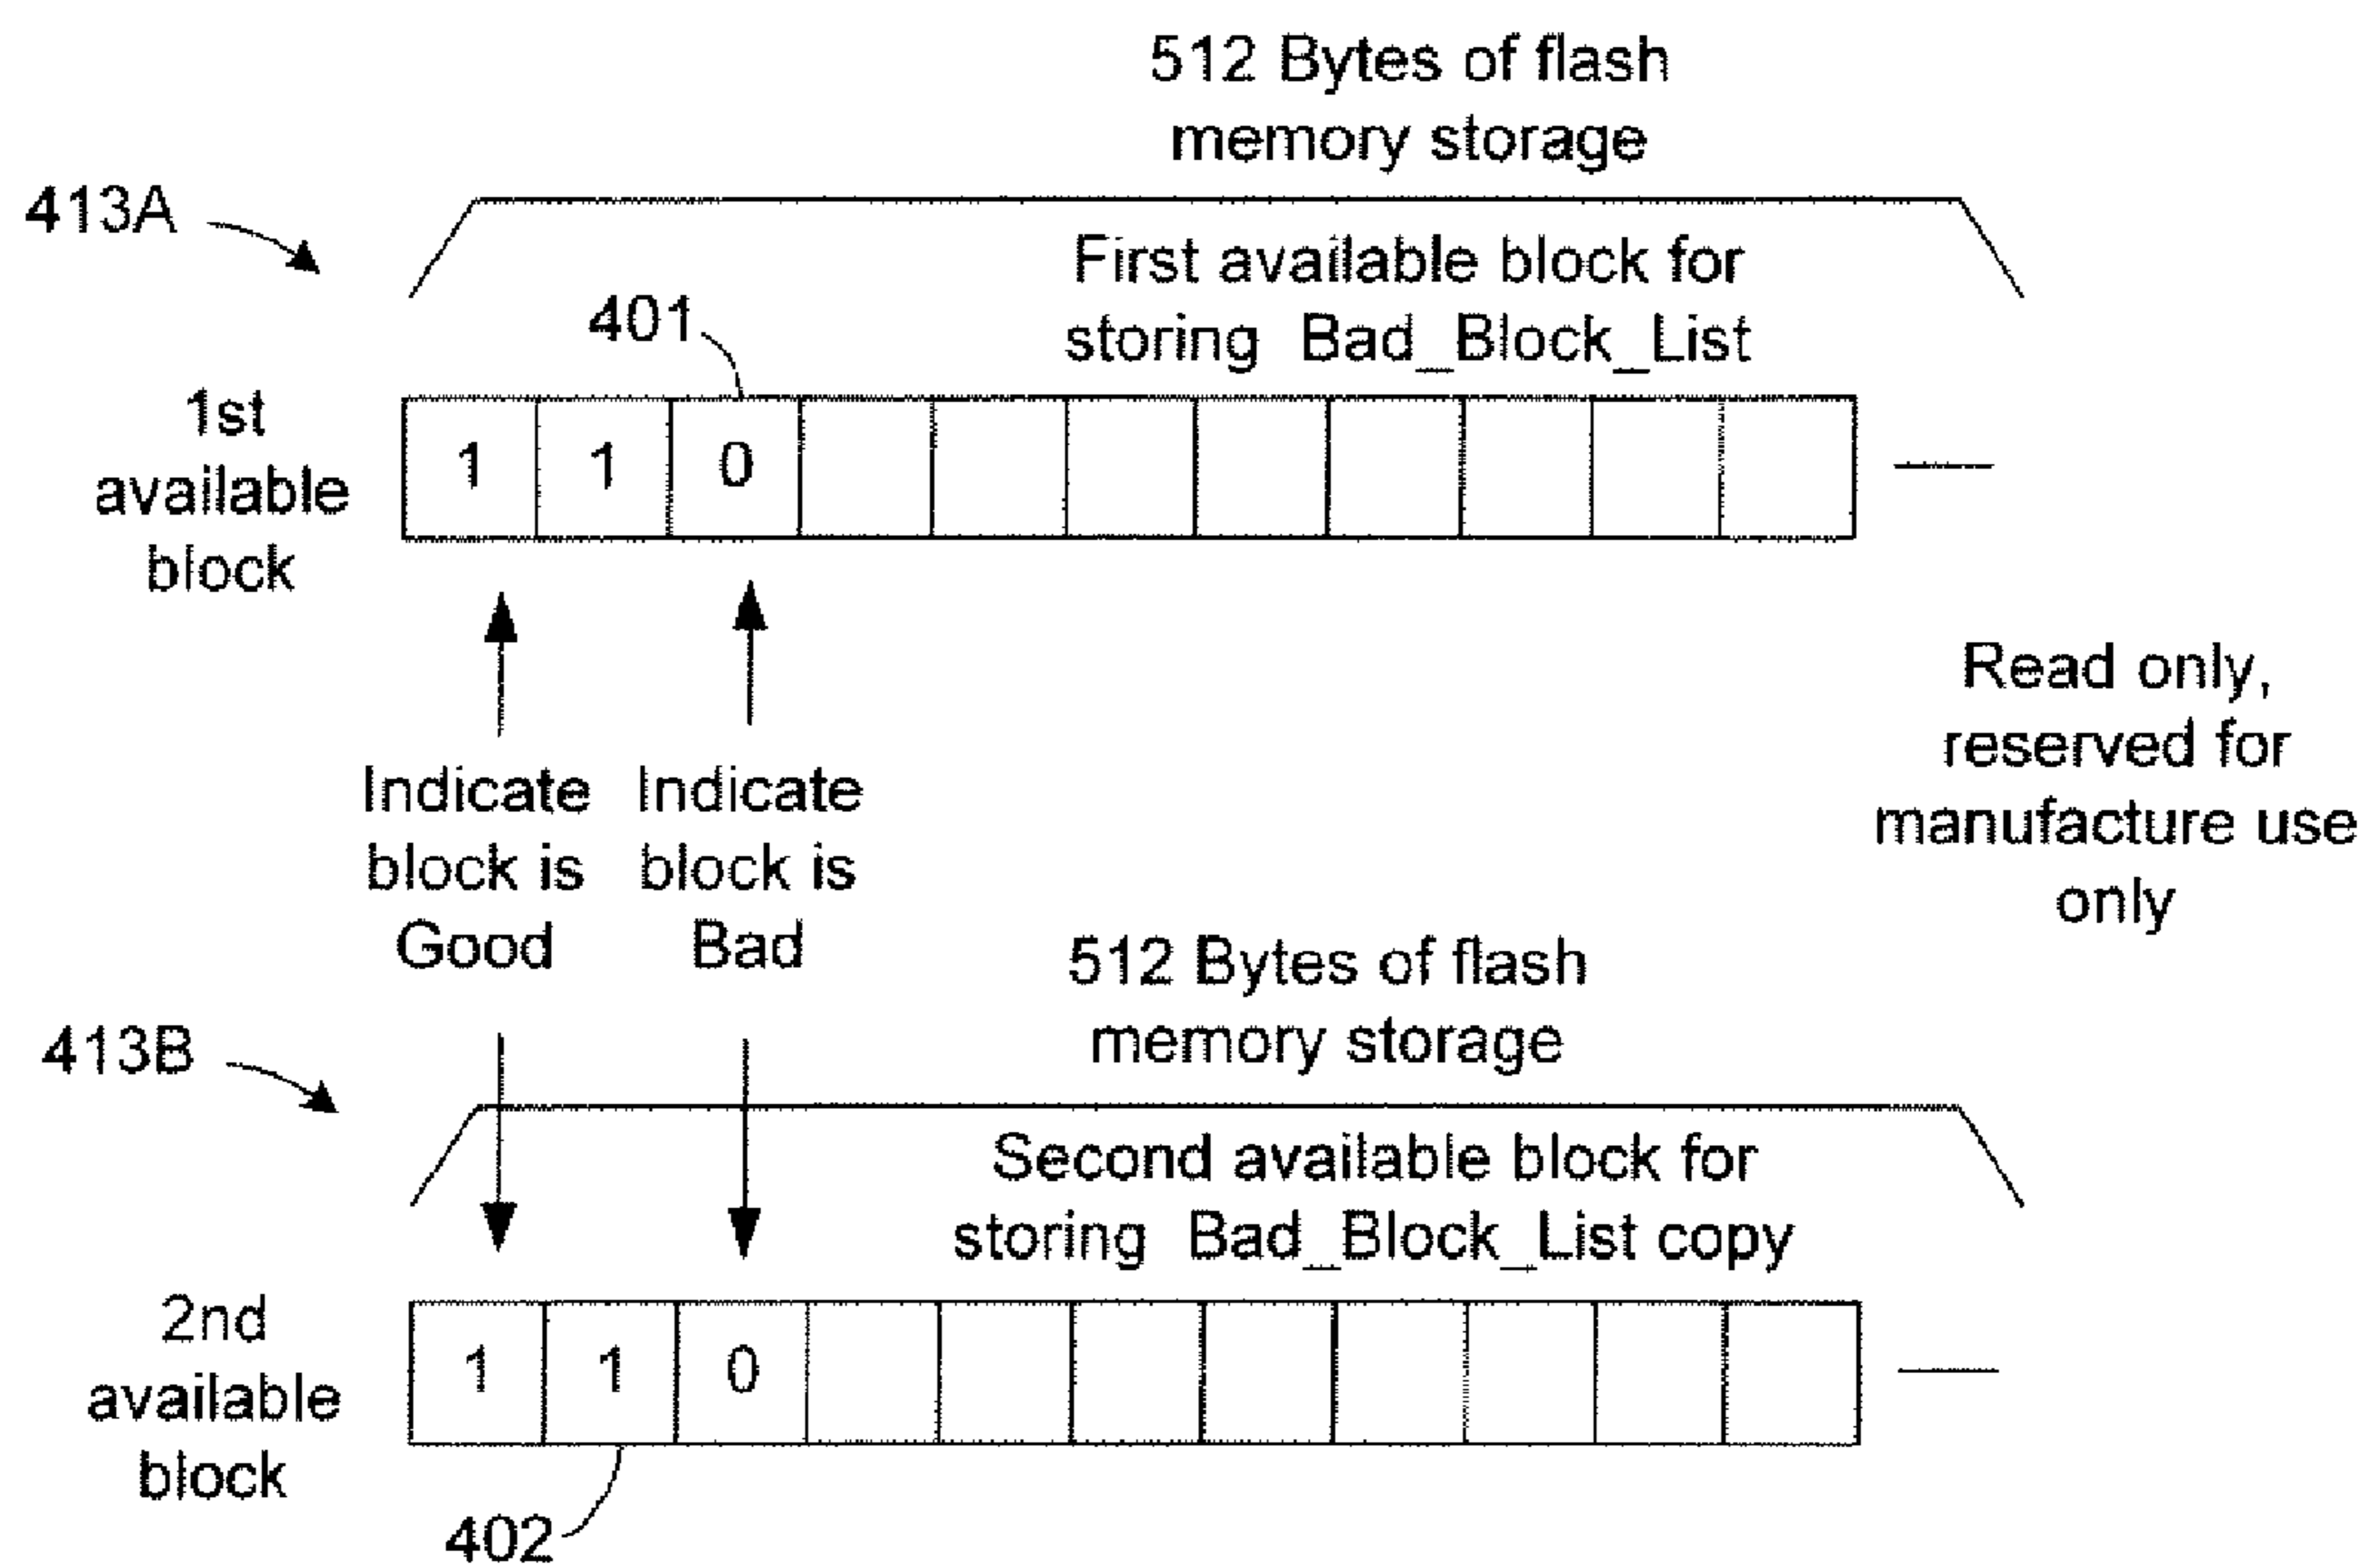 512 Bytes of flash
memory storage
413A
First available block for
storing Bad_Block_List
401
1st
available
block
1 1 0
Indicate
block is
Good
Indicate
block is
Bad
Read only,
reserved for
manufacture use
only
512 Bytes of flash
memory storage
413B
Second available block for
storing Bad_Block_List copy
2nd
available
block
1 1 0
402